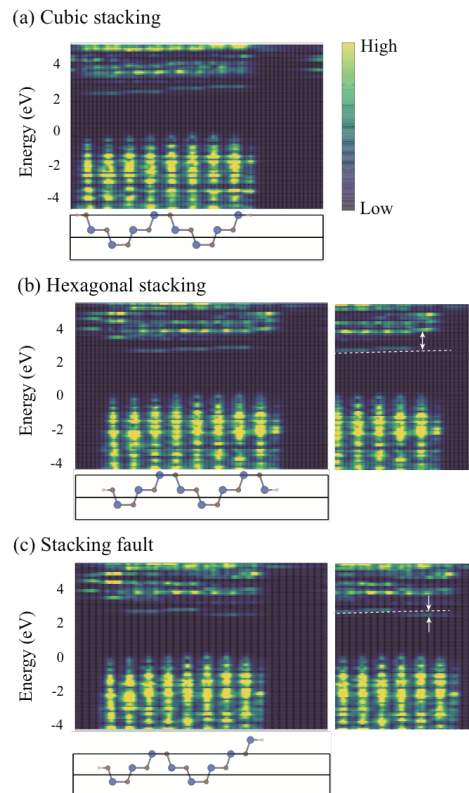 (a) Cubic stacking
High
Low
Energy (eV)
4
2
0
-2
-4
(b) Hexagonal stacking
Energy (eV)
4
2
0
-2
-4
(c) Stacking fault
Energy (eV)
4
2
0
-2
-4